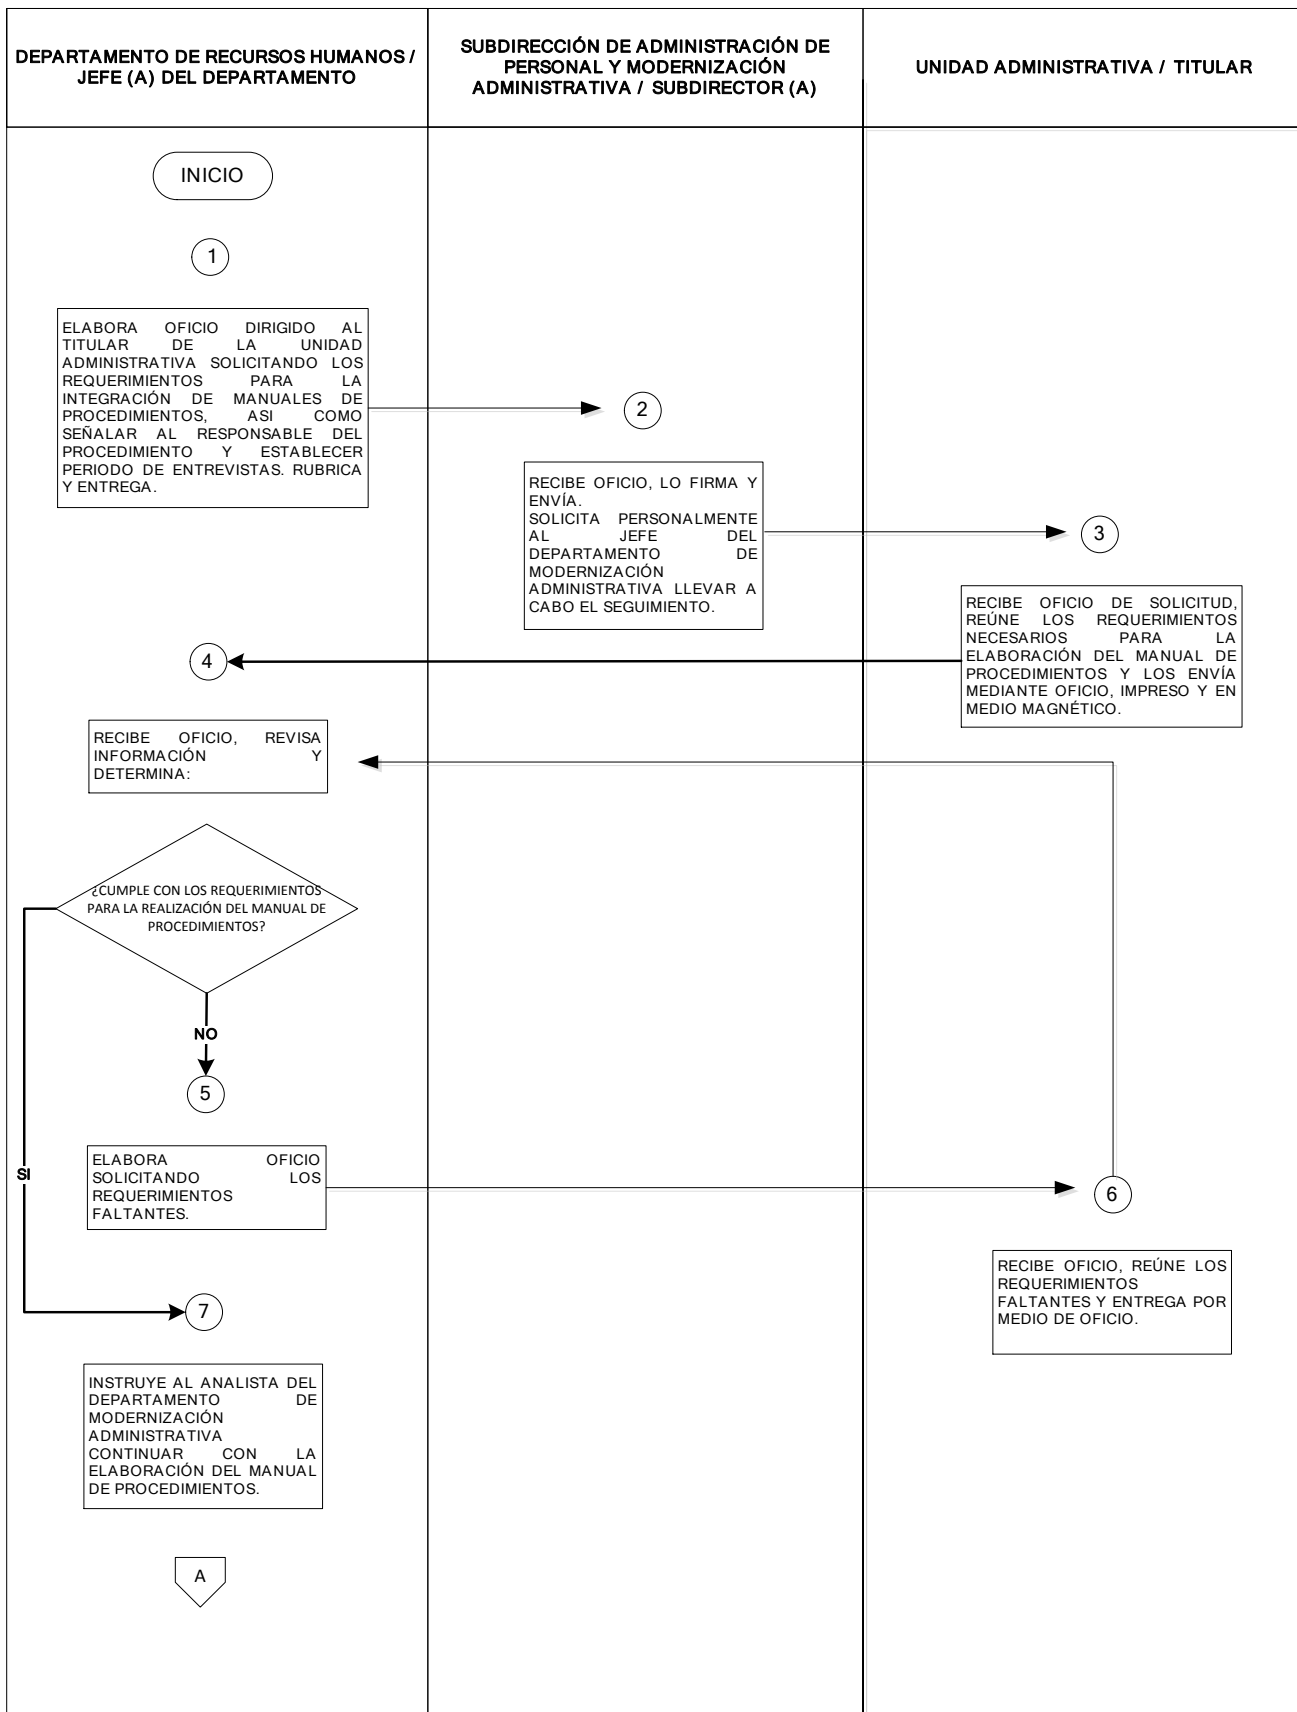 DEPARTAMENTO DE RECURSOS HUMANOS /
JEFE (A) DEL DEPARTAMENTO
SUBDIRECCIÓN DE ADMINISTRACIÓN DE
PERSONAL Y MODERNIZACIÓN
ADMINISTRATIVA / SUBDIRECTOR (A)
UNIDAD ADMINISTRATIVA / TITULAR
INICIO
1
ELABORA OFICIO DIRIGIDO AL
TITULAR DE LA UNIDAD
ADMINISTRATIVA SOLICITANDO LOS
REQUERIMIENTOS PARA LA
INTEGRACIÓN DE MANUALES DE
PROCEDIMIENTOS, ASI COMO
SEÑALAR AL RESPONSABLE DEL
PROCEDIMIENTO Y ESTABLECER
PERIODO DE ENTREVISTAS. RUBRICA
Y ENTREGA.
2
RECIBE OFICIO, LO FIRMA Y
ENVÍA.
SOLICITA PERSONALMENTE
AL JEFE DEL
DEPARTAMENTO DE
MODERNIZACIÓN
ADMINISTRATIVA LLEVAR A
CABO EL SEGUIMIENTO.
3
RECIBE OFICIO DE SOLICITUD,
REÚNE LOS REQUERIMIENTOS
NECESARIOS PARA LA
ELABORACIÓN DEL MANUAL DE
PROCEDIMIENTOS Y LOS ENVÍA
MEDIANTE OFICIO, IMPRESO Y EN
MEDIO MAGNÉTICO.
4
RECIBE OFICIO, REVISA
INFORMACIÓN Y
DETERMINA:
¿CUMPLE CON LOS REQUERIMIENTOS
PARA LA REALIZACIÓN DEL MANUAL DE
PROCEDIMIENTOS?
NO
5
ELABORA OFICIO
SOLICITANDO LOS
REQUERIMIENTOS
FALTANTES.
SI
6
RECIBE OFICIO, REÚNE LOS
REQUERIMIENTOS
FALTANTES Y ENTREGA POR
MEDIO DE OFICIO.
7
INSTRUYE AL ANALISTA DEL
DEPARTAMENTO DE
MODERNIZACIÓN
ADMINISTRATIVA
CONTINUAR CON LA
ELABORACIÓN DEL MANUAL
DE PROCEDIMIENTOS.
A